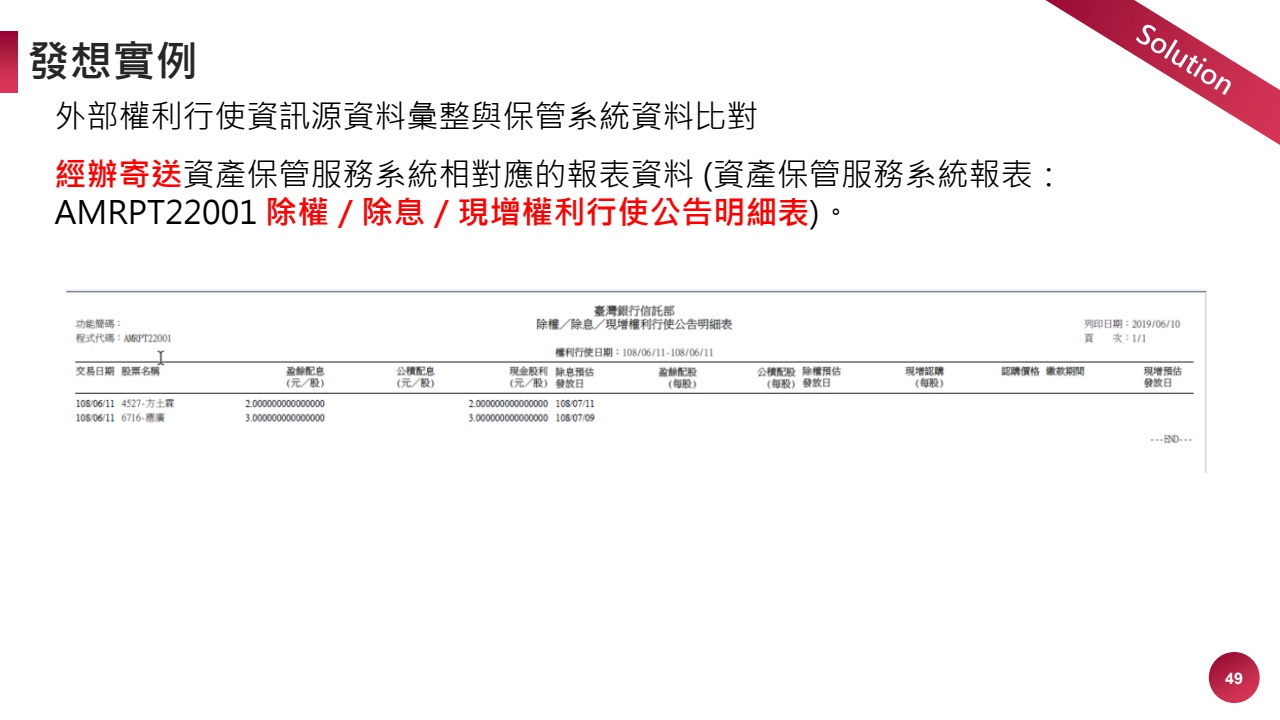 Solution
發想實例
外部權利行使資訊源資料彙整與保管系統資料比對
經辦寄送資產保管服務系統相對應的報表資料 (資產保管服務系統報表：
AMRPT22001 除權 / 除息 / 現增權利行使公告明細表)。
臺灣銀行信託部
功能簡碼： 除權／除息／現增權利行使公告明細表 列印日期：2019/06/10
程式代碼：AMRPT22001 頁 次：1/1
權利行使日期：108/06/11-108/06/11
交易日期 股票名稱 盈餘配息 公積配息 現金股利 除息預估 盈餘配股 公積配股 除權預估 現增認購 認購價格 繳款期間 現增預估
(元／股) (元／股) (元／股) 發放日 (每股) (每股) 發放日 (每股) 發放日
108/06/11 4527-方土霖 2.000000000000000 2.000000000000000 108/07/11
108/06/11 6716-應廣 3.000000000000000 3.000000000000000 108/07/09
---END---
49